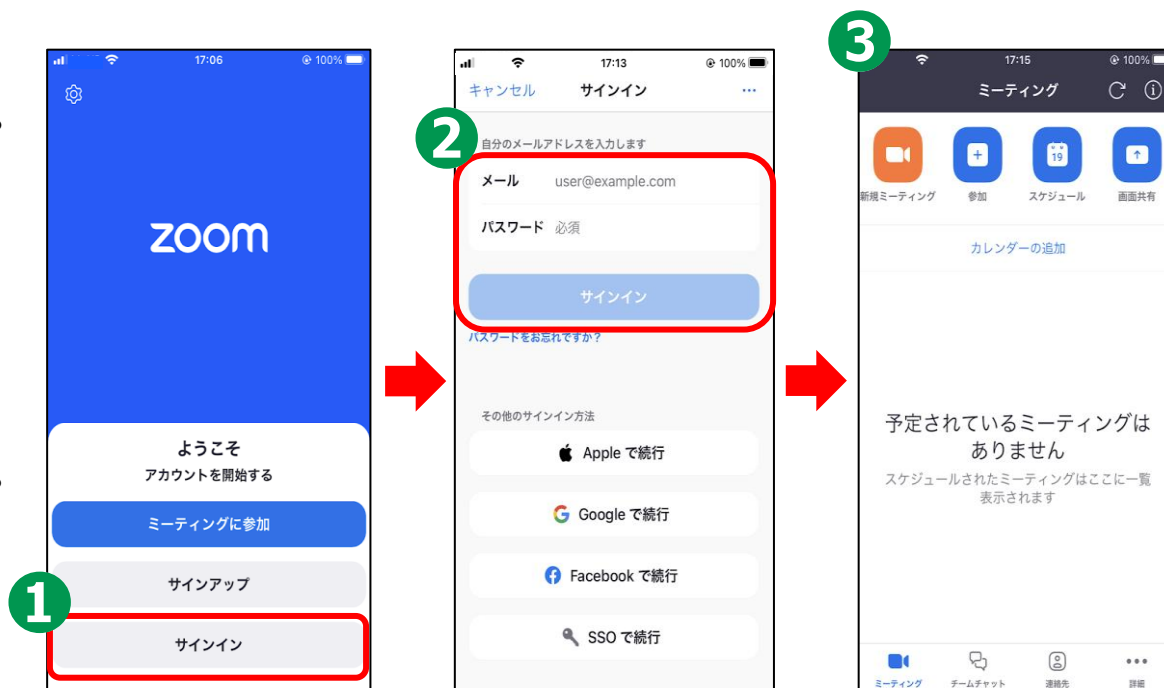 1
17:06
100%
zoom
ようこそ
アカウントを開始する
ミーティングに参加
サインアップ
サインイン
2
17:13
100%
キャンセル
サインイン
...
自分のメールアドレスを入力します
メール
user@example.com
パスワード
必須
サインイン
パスワードをお忘れですか？
その他のサインイン方法
Apple で続行
Google で続行
Facebook で続行
SSO で続行
3
17:15
100%
ミーティング
新規ミーティング
参加
19
スケジュール
画面共有
カレンダーの追加
予定されているミーティングは
ありません
スケジュールされたミーティングはここに一覧
表示されます
ミーティング
チームチャット
連絡先
詳細